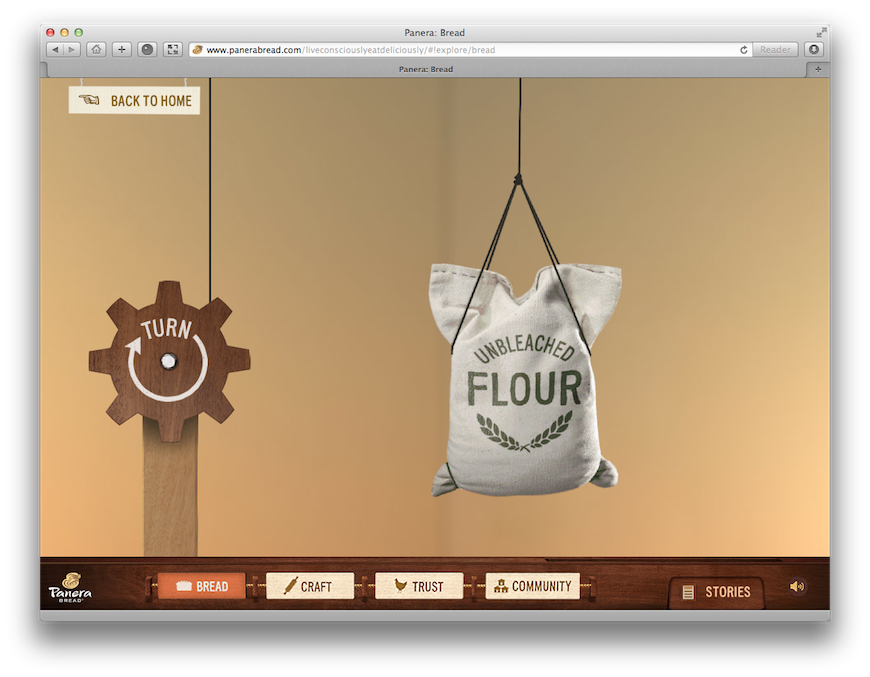 Panera: Bread
www.panerabread.com/liveconsciouslyeatdeliciously/#!explore/bread
Reader
Panera: Bread
BACK TO HOME
TURN
UNBLEACHED
FLOUR
Panera
BREAD
BREAD
CRAFT
TRUST
COMMUNITY
STORIES